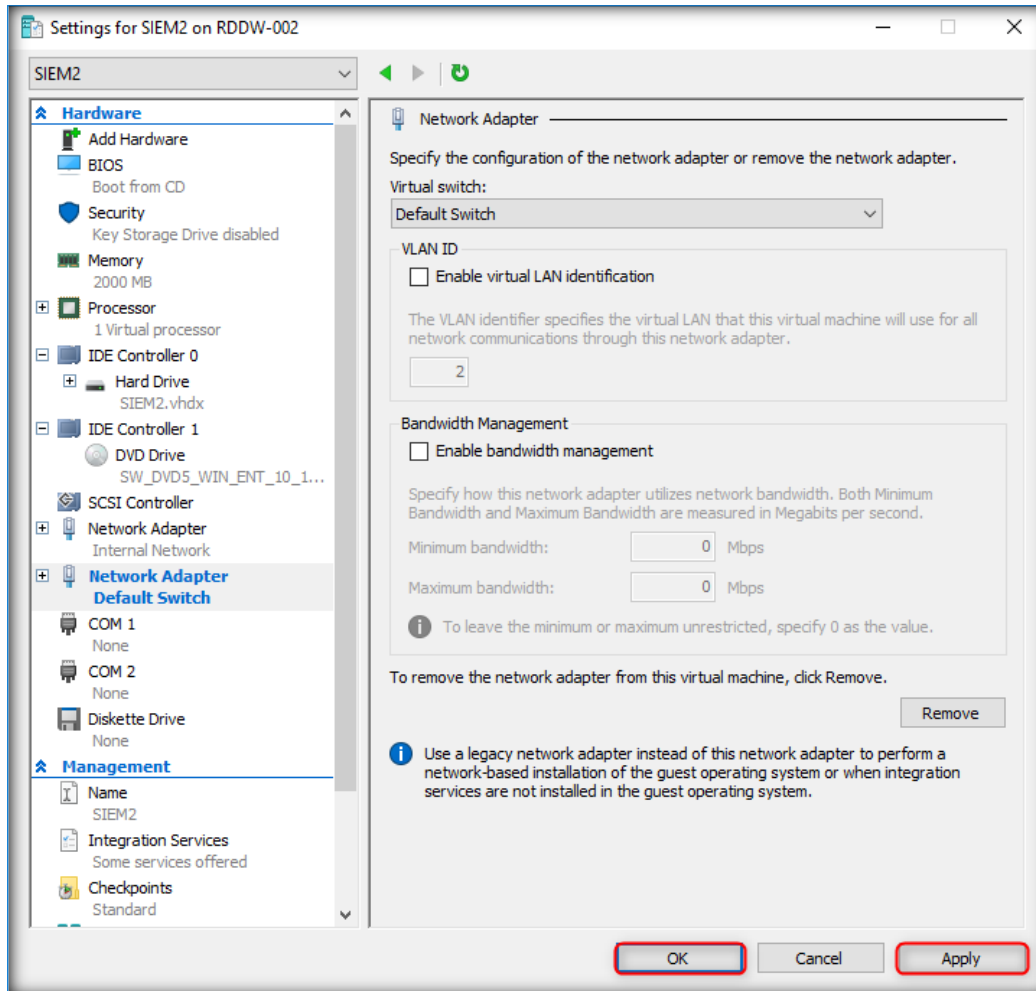 Settings for SIEM2 on RDDW-002
SIEM2
Hardware
Add Hardware
BIOS
Boot from CD
Security
Key Storage Drive disabled
Memory
2000 MB
Processor
1 Virtual processor
IDE Controller 0
Hard Drive
SIEM2.vhdx
IDE Controller 1
DVD Drive
SW_DVD5_WIN_ENT_10_1...
SCSI Controller
Network Adapter
Internal Network
Network Adapter
Default Switch
COM 1
None
COM 2
None
Diskette Drive
None
Management
Name
SIEM2
Integration Services
Some services offered
Checkpoints
Standard
Network Adapter
Specify the configuration of the network adapter or remove the network adapter.
Virtual switch:
Default Switch
VLAN ID
Enable virtual LAN identification
The VLAN identifier specifies the virtual LAN that this virtual machine will use for all
network communications through this network adapter.
2
Bandwidth Management
Enable bandwidth management
Specify how this network adapter utilizes network bandwidth. Both Minimum
Bandwidth and Maximum Bandwidth are measured in Megabits per second.
Minimum bandwidth: 0 Mbps
Maximum bandwidth: 0 Mbps
To leave the minimum or maximum unrestricted, specify 0 as the value.
To remove the network adapter from this virtual machine, click Remove.
Remove
Use a legacy network adapter instead of this network adapter to perform a
network-based installation of the guest operating system or when integration
services are not installed in the guest operating system.
OK Cancel Apply